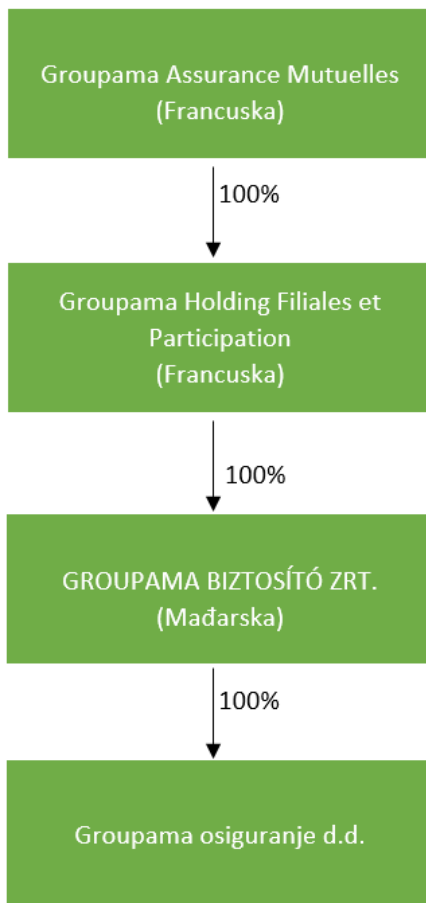 Groupama Assurance Mutuelles
(Francuska)
100%
Groupama Holding Filiales et
Participation
(Francuska)
100%
GROUPAMA BIZTOSÍTÓ ZRT.
(Mađarska)
100%
Groupama osiguranje d.d.